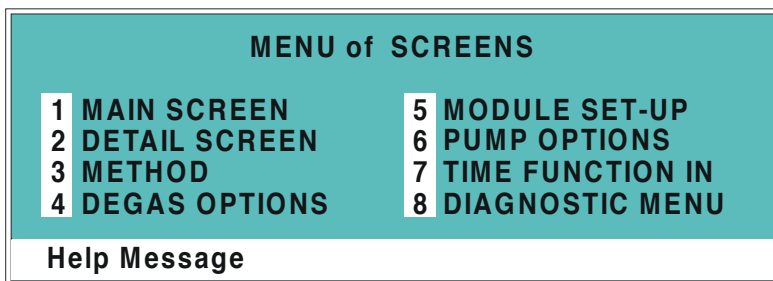 MENU of SCREENS
1 MAIN SCREEN
2 DETAIL SCREEN
3 METHOD
4 DEGAS OPTIONS
5 MODULE SET-UP
6 PUMP OPTIONS
7 TIME FUNCTION IN
8 DIAGNOSTIC MENU
Help Message